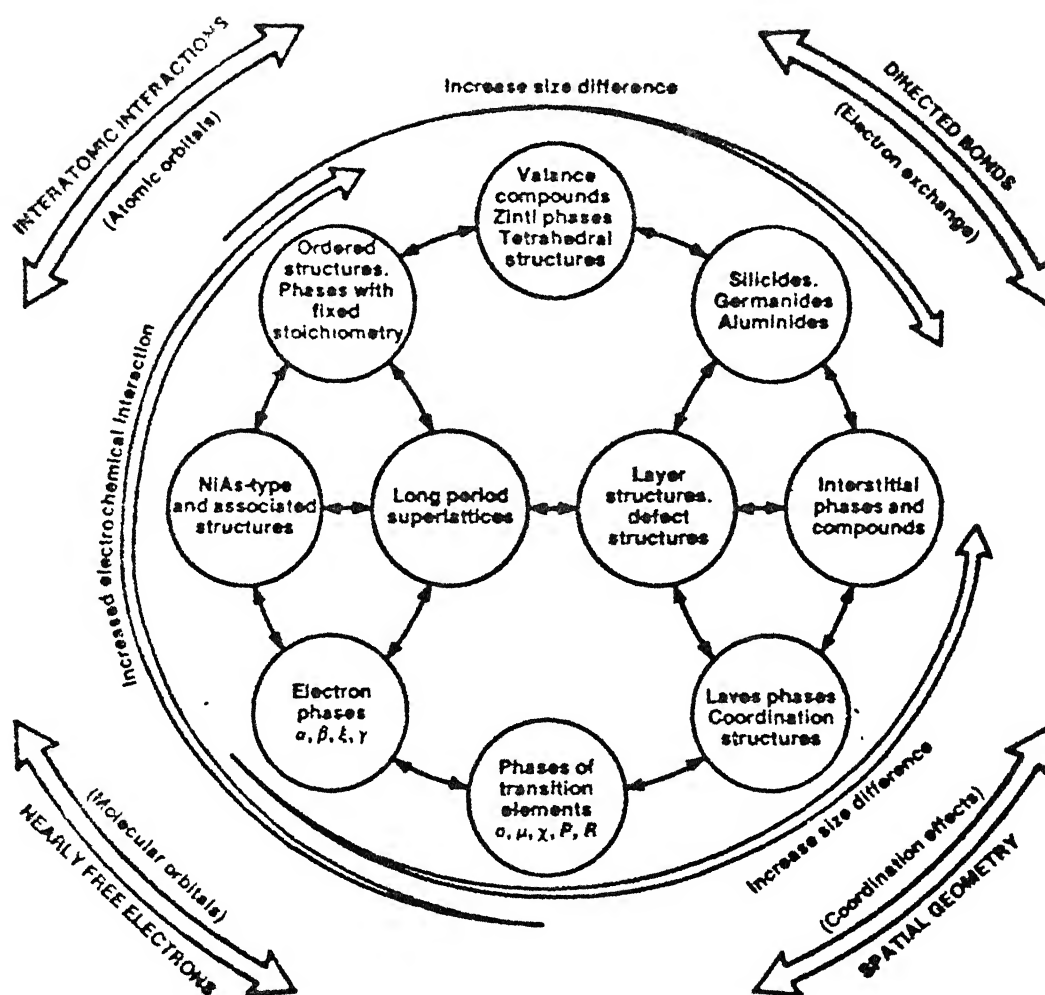 INTERATOMIC INTERACTIONS
(Atomic orbitals)
DIRECTED BONDS
(Electron exchange)
Increase size difference
Valance
compounds
Zintl phases
Tetrahedral
structures
Ordered
structures.
Phases with
fixed
stoichiometry
Silicides.
Germanides
Aluminides
Increased electrochemical Interaction
NiAs-type
and associated
structures
Long period
superlattices
Layer
structures.
defect
structures
Interstitial
phases and
compounds
Electron
phases
α, β, ξ, γ
Laves phases
Coordination
structures
Phases of
transition
elements
σ, μ, χ, P, R
Increase size difference
(Molecular orbitals)
NEARLY FREE ELECTRONS
(Coordination effects)
SPATIAL GEOMETRY